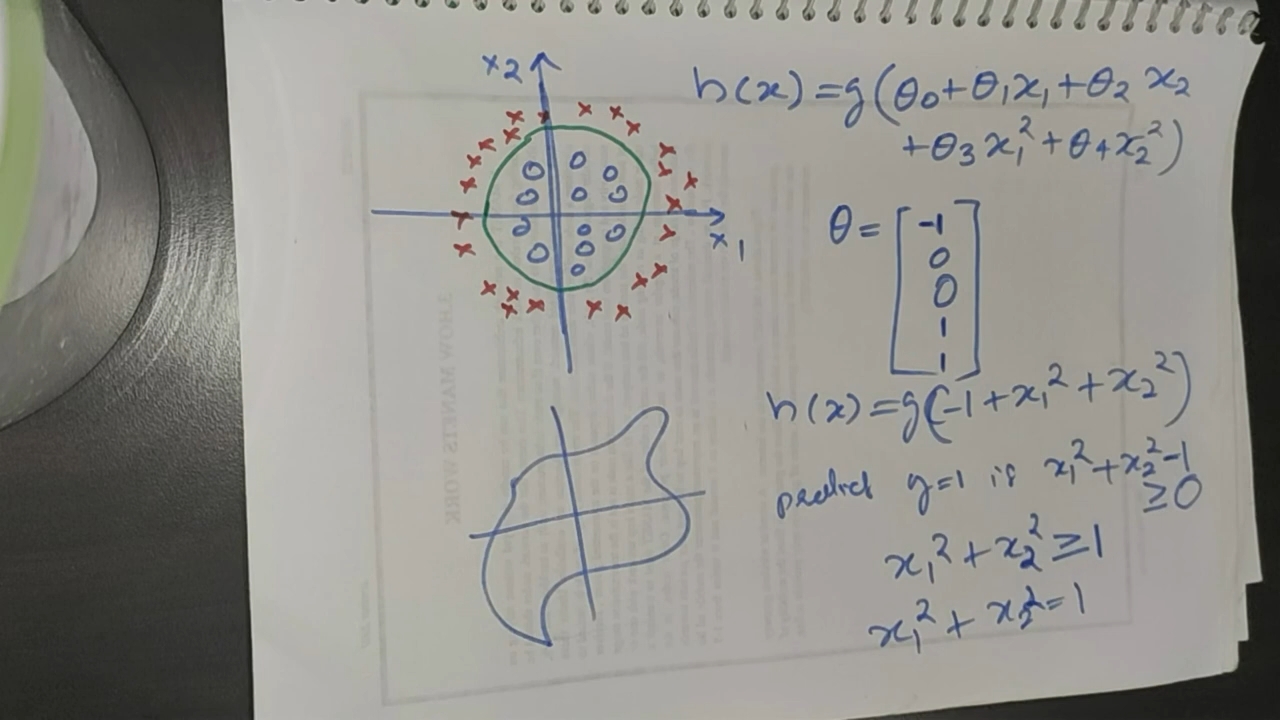 x2
x1
h(x) = g(θ0 + θ1x1 + θ2 x2
+ θ3 x1² + θ4 x2²)
θ = [-1
0
0
1
1]
h(x) = g(-1 + x1² + x2²)
predict y=1 if x1² + x2² - 1
≥ 0
x1² + x2² ≥ 1
x1² + x2² = 1